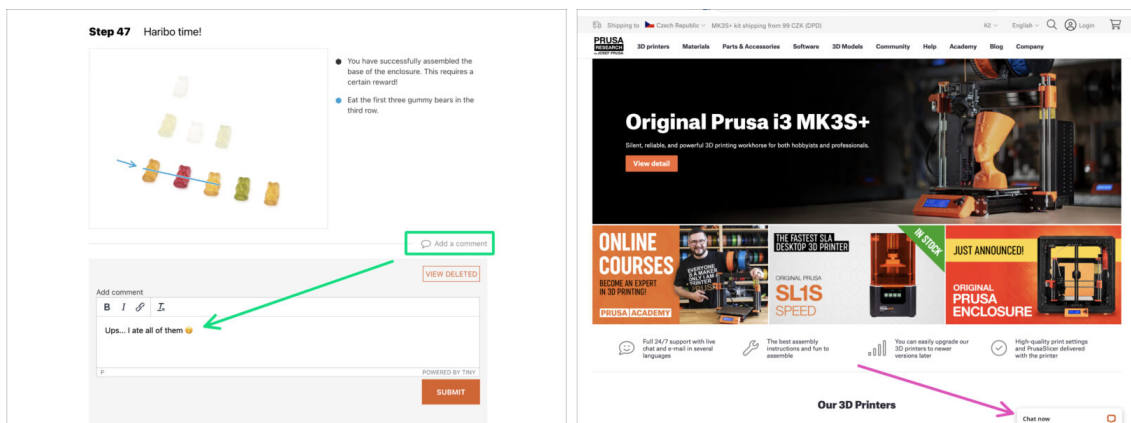 Step 47 Haribo time!
You have successfully assembled the
base of the enclosure. This requires a
certain reward!
Eat the first three gummy bears in the
third row.
Add a comment
VIEW DELETED
Add comment
B I
Ups... I ate all of them
P
POWERED BY TINY
SUBMIT
Shipping to Czech Republic MK3S+ kit shipping from 99 CZK (DPD)
Kč English Login
PRUSA
RESEARCH
by JOSEF PRUSA
3D printers Materials Parts & Accessories Software 3D Models Community Help Academy Blog Company
Original Prusa i3 MK3S+
Silent, reliable, and powerful 3D printing workhorse for both hobbyists and professionals.
View detail
ONLINE
COURSES
BECOME AN EXPERT
IN 3D PRINTING!
PRUSA ACADEMY
EVERYONE
IS A MAKER
THE FASTEST SLA
DESKTOP 3D PRINTER
ORIGINAL PRUSA
SL1S
SPEED
IN STOCK
JUST ANNOUNCED!
ORIGINAL
PRUSA
ENCLOSURE
Full 24/7 support with live
chat and e-mail in several
languages
The best assembly
instructions and fun to
assemble
You can easily upgrade our
3D printers to newer
versions later
High-quality print settings
and PrusaSlicer delivered
with the printer
Our 3D Printers
Chat now